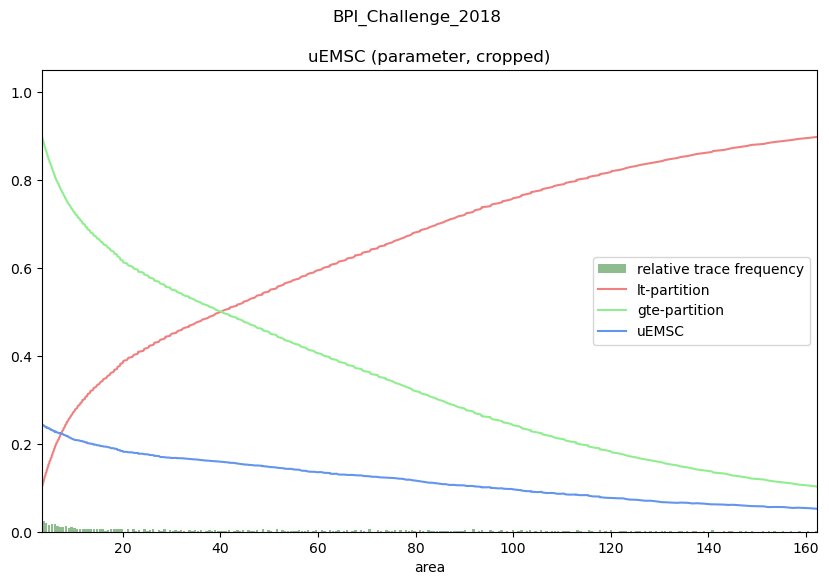 BPI_Challenge_2018
uEMSC (parameter, cropped)
1.0
0.8
0.6
0.4
0.2
0.0
relative trace frequency
lt-partition
gte-partition
uEMSC
20 40 60 80 100 120 140 160
area